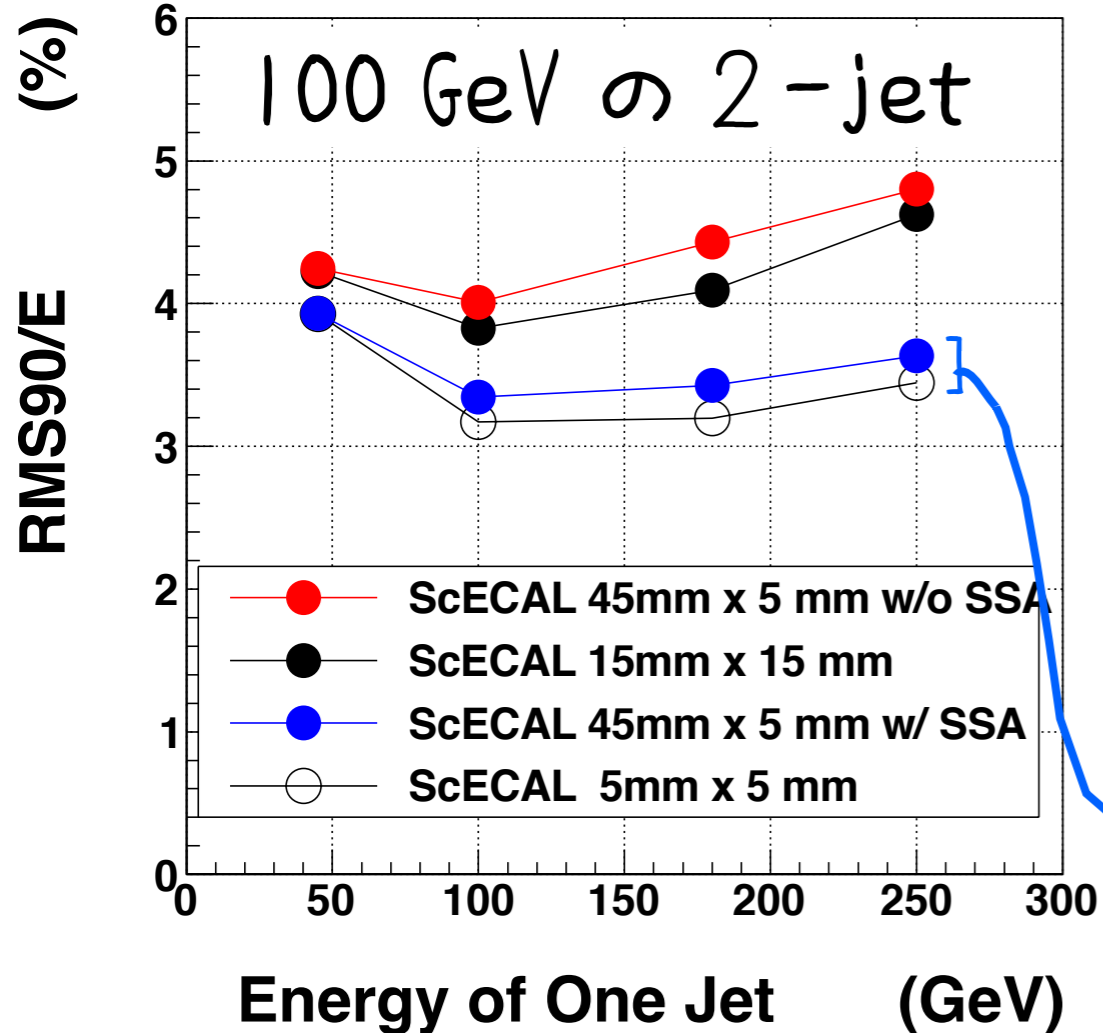 100 GeV の 2-jet
RMS90/E (%)
6
5
4
3
2
1
0
ScECAL 45mm x 5 mm w/o SSA
ScECAL 15mm x 15 mm
ScECAL 45mm x 5 mm w/ SSA
ScECAL 5mm x 5 mm
0 50 100 150 200 250 300
Energy of One Jet (GeV)